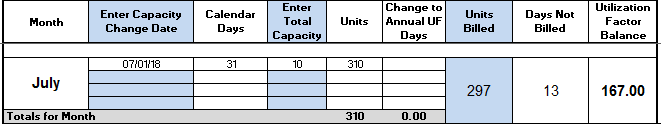 Month Enter Capacity Change Date Calendar Days Enter Total Capacity Units Change to Annual UF Days Units Billed Days Not Billed Utilization Factor Balance
July 07/01/18 31 10 310 297 13 167.00
Totals for Month 310 0.00